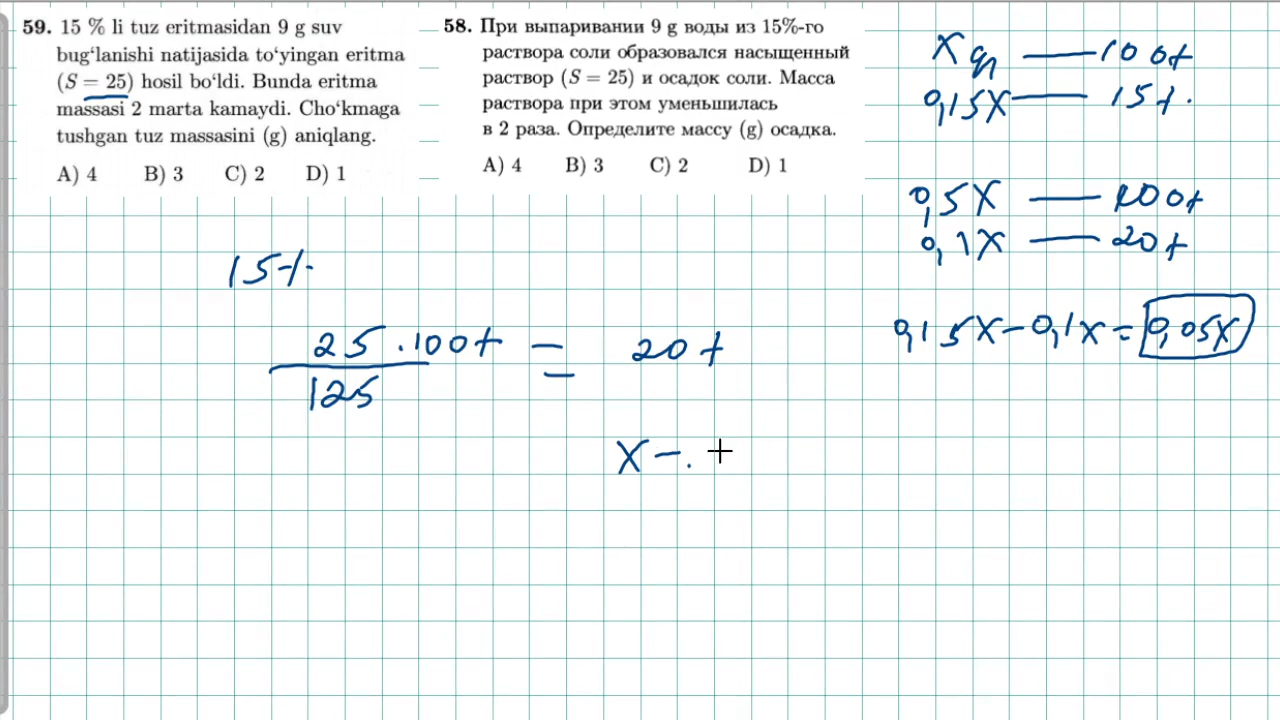 59. 15 % li tuz eritmasidan 9 g suv
bug‘lanishi natijasida to‘yingan eritma
(S = 25) hosil bo‘ldi. Bunda eritma
massasi 2 marta kamaydi. Cho‘kmaga
tushgan tuz massasini (g) aniqlang.
A) 4 B) 3 C) 2 D) 1
58. При выпаривании 9 g воды из 15%-го
раствора соли образовался насыщенный
раствор (S = 25) и осадок соли. Масса
раствора при этом уменьшилась
в 2 раза. Определите массу (g) осадка.
A) 4 B) 3 C) 2 D) 1
15%
25 · 100%
125
= 20%
x -.
x — 100%
0,15x — 15%.
0,5x — 100%
0,1x — 20%
0,15x - 0,1x = 0,05x